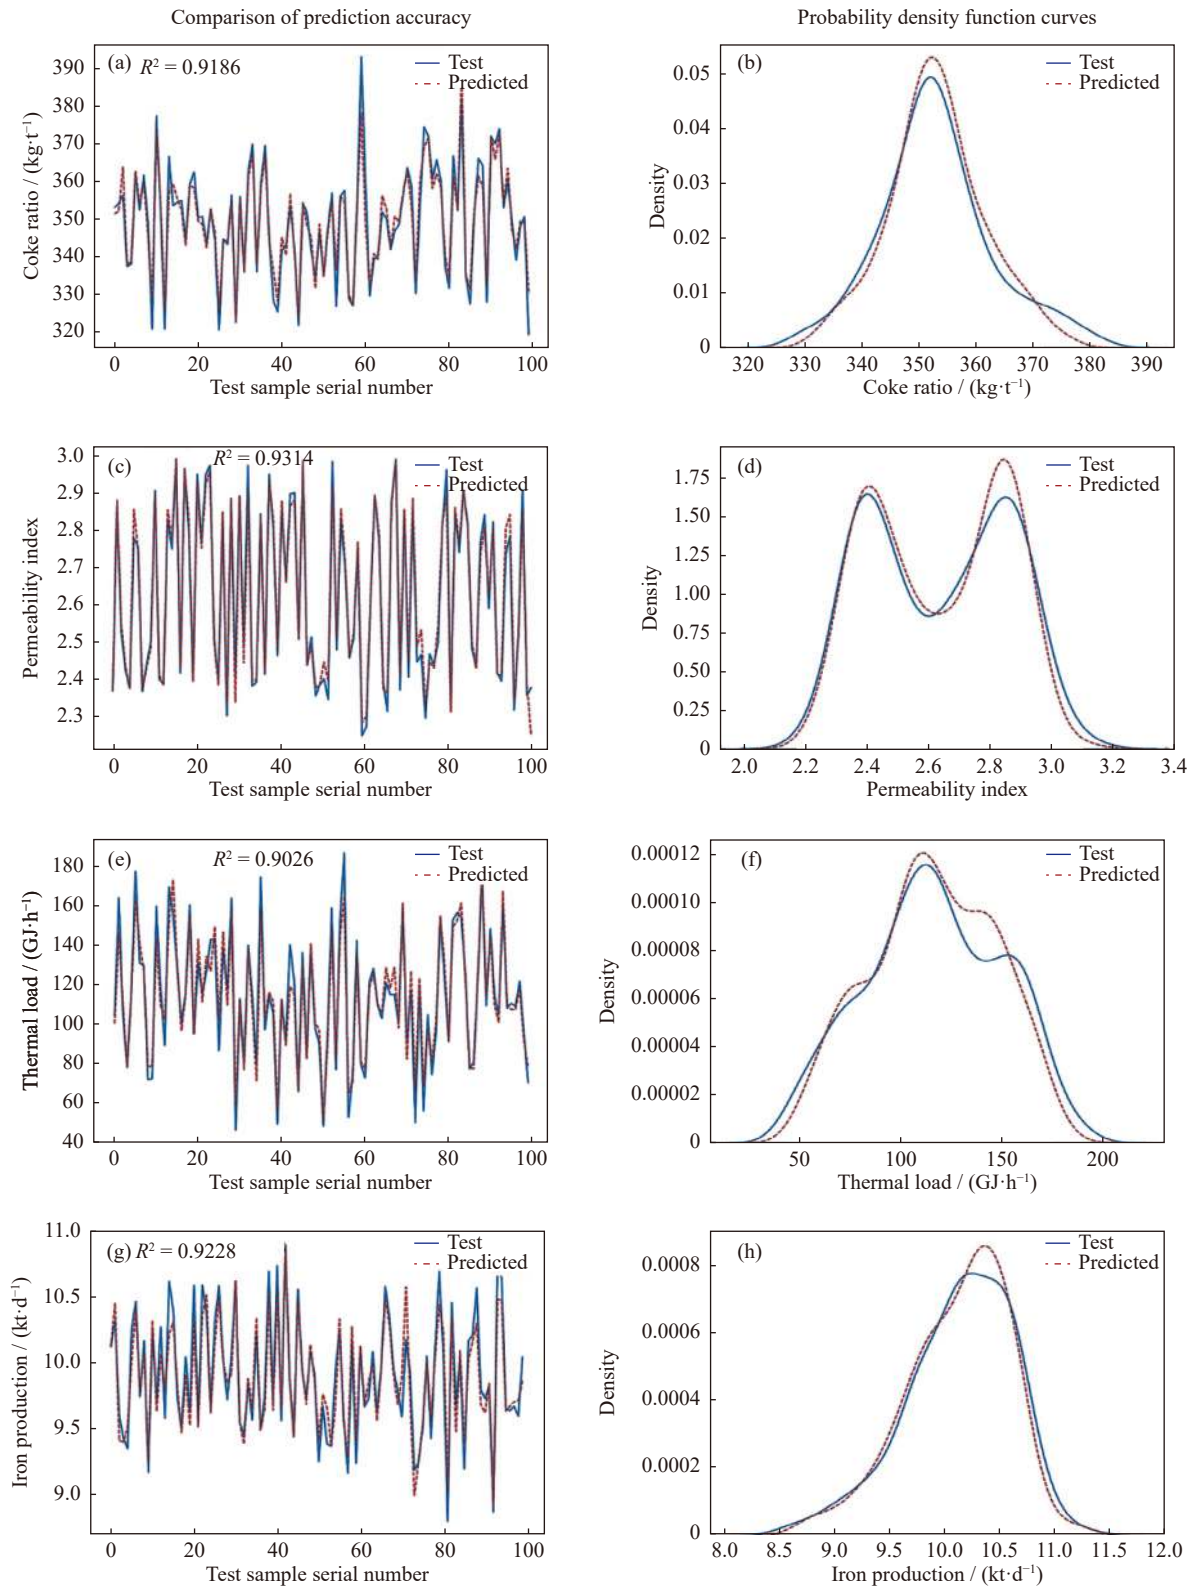 Comparison of prediction accuracy
Probability density function curves
(a) R² = 0.9186
Test
Predicted
390
380
370
360
350
340
330
320
Coke ratio / (kg·t⁻¹)
0 20 40 60 80 100
Test sample serial number
(b)
Test
Predicted
0.05
0.04
0.03
0.02
0.01
0
Density
320 330 340 350 360 370 380 390
Coke ratio / (kg·t⁻¹)
(c) R² = 0.9314
Test
Predicted
3.0
2.9
2.8
2.7
2.6
2.5
2.4
2.3
Permeability index
0 20 40 60 80 100
Test sample serial number
(d)
Test
Predicted
1.75
1.50
1.25
1.00
0.75
0.50
0.25
0
Density
2.0 2.2 2.4 2.6 2.8 3.0 3.2 3.4
Permeability index
(e) R² = 0.9026
Test
Predicted
180
160
140
120
100
80
60
40
Thermal load / (GJ·h⁻¹)
0 20 40 60 80 100
Test sample serial number
(f)
Test
Predicted
0.00012
0.00010
0.00008
0.00006
0.00004
0.00002
0
Density
50 100 150 200
Thermal load / (GJ·h⁻¹)
(g) R² = 0.9228
Test
Predicted
11.0
10.5
10.0
9.5
9.0
Iron production / (kt·d⁻¹)
0 20 40 60 80 100
Test sample serial number
(h)
Test
Predicted
0.0008
0.0006
0.0004
0.0002
0
Density
8.0 8.5 9.0 9.5 10.0 10.5 11.0 11.5 12.0
Iron production / (kt·d⁻¹)